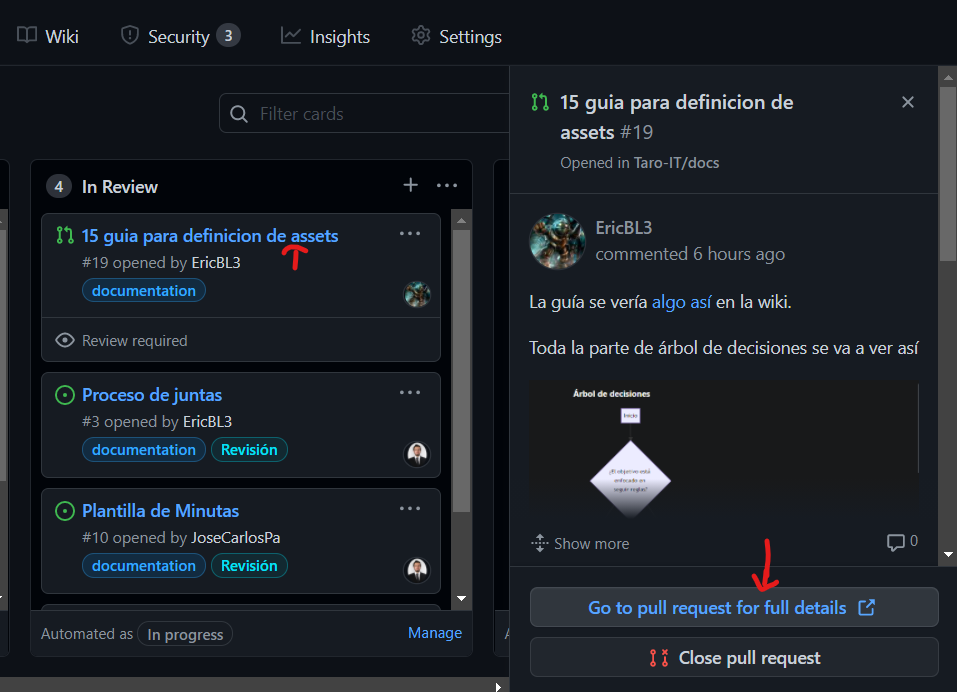 Wiki
Security 3
Insights
Settings
Filter cards
4 In Review
15 guia para definicion de assets
#19 opened by EricBL3
documentation
Review required
Proceso de juntas
#3 opened by EricBL3
documentation Revisión
Plantilla de Minutas
#10 opened by JoseCarlosPa
documentation Revisión
Automated as In progress
Manage
15 guia para definicion de
assets #19
Opened in Taro-IT/docs
EricBL3
commented 6 hours ago
La guía se vería algo así en la wiki.
Toda la parte de árbol de decisiones se va a ver así
Árbol de decisiones
Inicio
¿El objetivo está
enfocado en
seguir reglas?
Show more
0
Go to pull request for full details
Close pull request